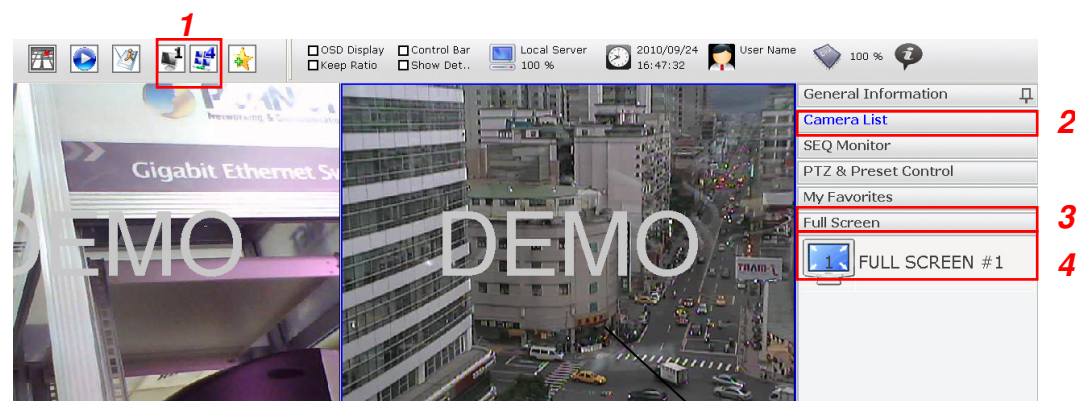 1
1
4
OSD Display
Control Bar
Keep Ratio
Show Det..
Local Server
100 %
2010/09/24
16:47:32
User Name
100 %
General Information
Camera List
2
SEQ Monitor
PTZ & Preset Control
My Favorites
Full Screen
3
1
FULL SCREEN #1
4
Gigabit Ethernet
DEMO
DEMO